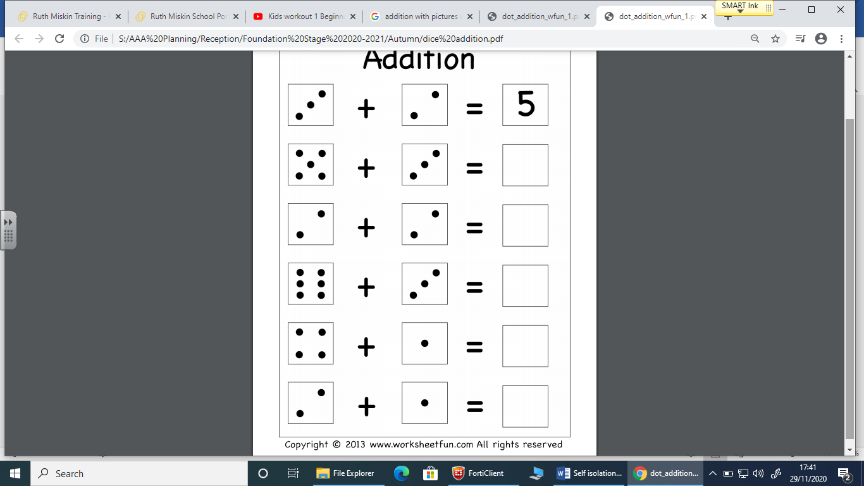 SMART Ink
Ruth Miskin Training -
Ruth Miskin School Po
Kids workout 1 Beginne
addition with pictures
dot_addition_wfun_1.p
dot_addition_wfun_1.p
File
S:/AAA%20Planning/Reception/Foundation%20Stage%202020-2021/Autumn/dice%20addition.pdf
Addition
+ = 5
+ =
+ =
+ =
+ =
+ =
Copyright © 2013 www.worksheetfun.com All rights reserved
Search
File Explorer
FortiClient
Self isolation...
dot_addition...
17:41
29/11/2020
2